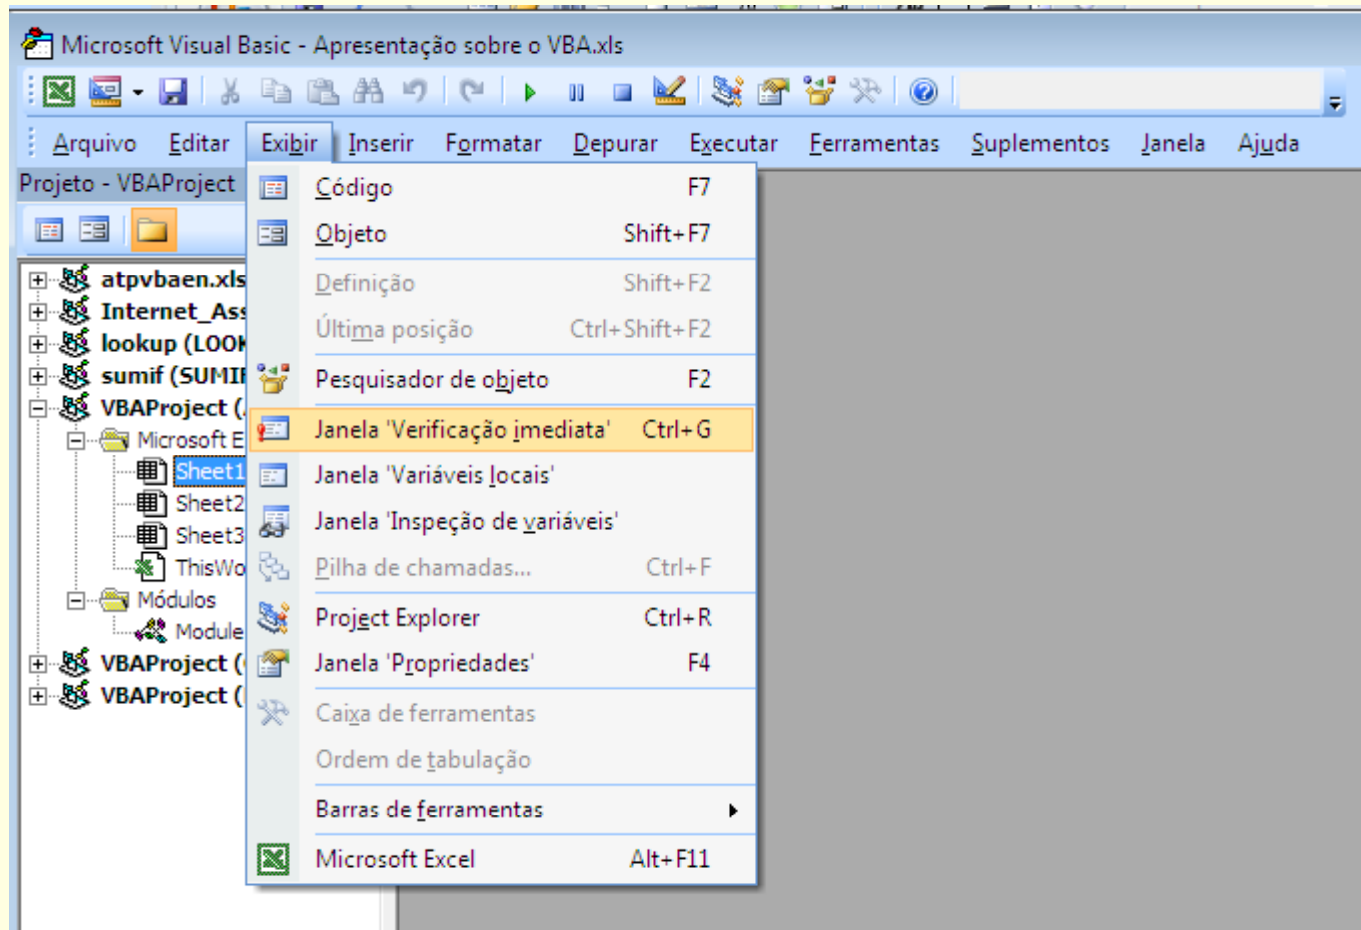 Microsoft Visual Basic - Apresentação sobre o VBA.xls
Arquivo Editar Exibir Inserir Formatar Depurar Executar Ferramentas Suplementos Janela Ajuda
Projeto - VBAProject
atpvbaen.xls
lookup
sumif
VBAProject
Microsoft
Sheet1
Sheet2
Sheet3
Módulos
VBAProject
VBAProject
Código F7
Objeto Shift+F7
Definição Shift+F2
Última posição Ctrl+Shift+F2
Pesquisador de objeto F2
Janela 'Verificação imediata' Ctrl+G
Janela 'Variáveis locais'
Janela 'Inspeção de variáveis'
Pilha de chamadas... Ctrl+F
Project Explorer Ctrl+R
Janela 'Propriedades' F4
Caixa de ferramentas
Ordem de tabulação
Barras de ferramentas
Microsoft Excel Alt+F11